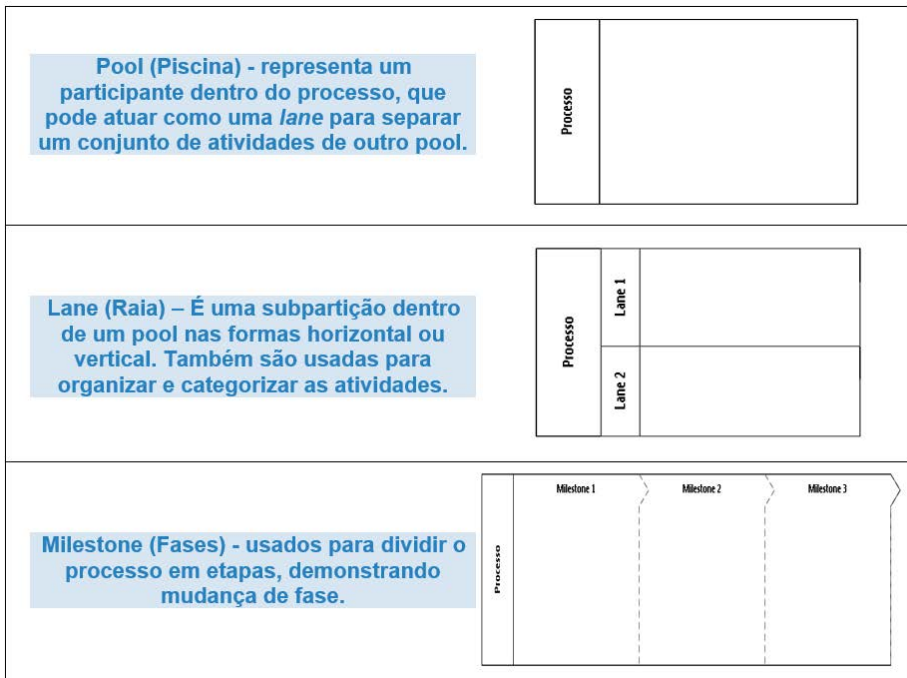 Pool (Piscina) - representa um
participante dentro do processo, que
pode atuar como uma lane para separar
um conjunto de atividades de outro pool.
Processo
Lane (Raia) – É uma subpartição dentro
de um pool nas formas horizontal ou
vertical. Também são usadas para
organizar e categorizar as atividades.
Processo
Lane 1
Lane 2
Milestone (Fases) - usados para dividir o
processo em etapas, demonstrando
mudança de fase.
Processo
Milestone 1
Milestone 2
Milestone 3